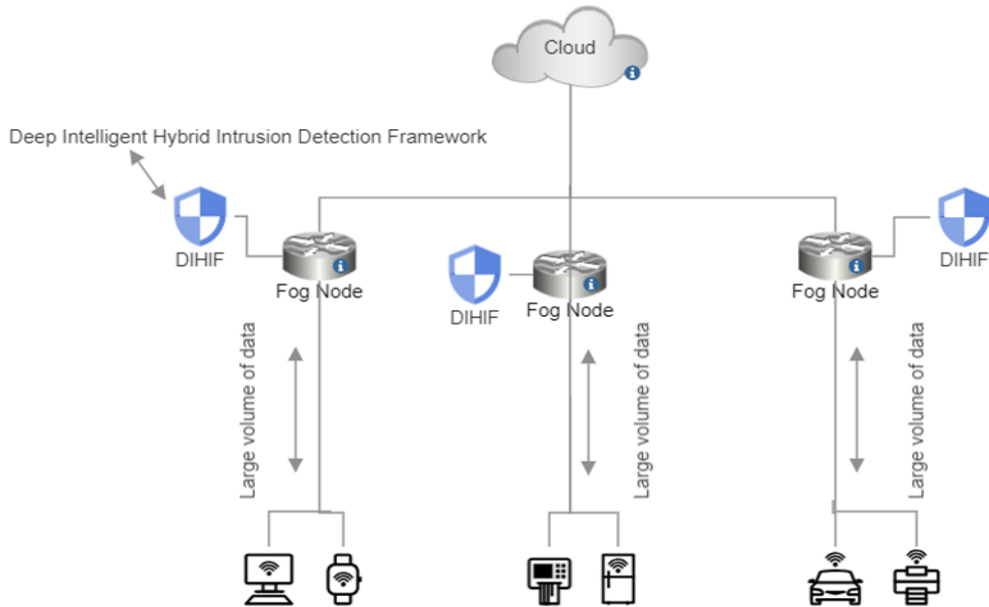 Cloud
Deep Intelligent Hybrid Intrusion Detection Framework
DIHIF
Fog Node
DIHIF
Fog Node
DIHIF
Fog Node
Large volume of data
Large volume of data
Large volume of data